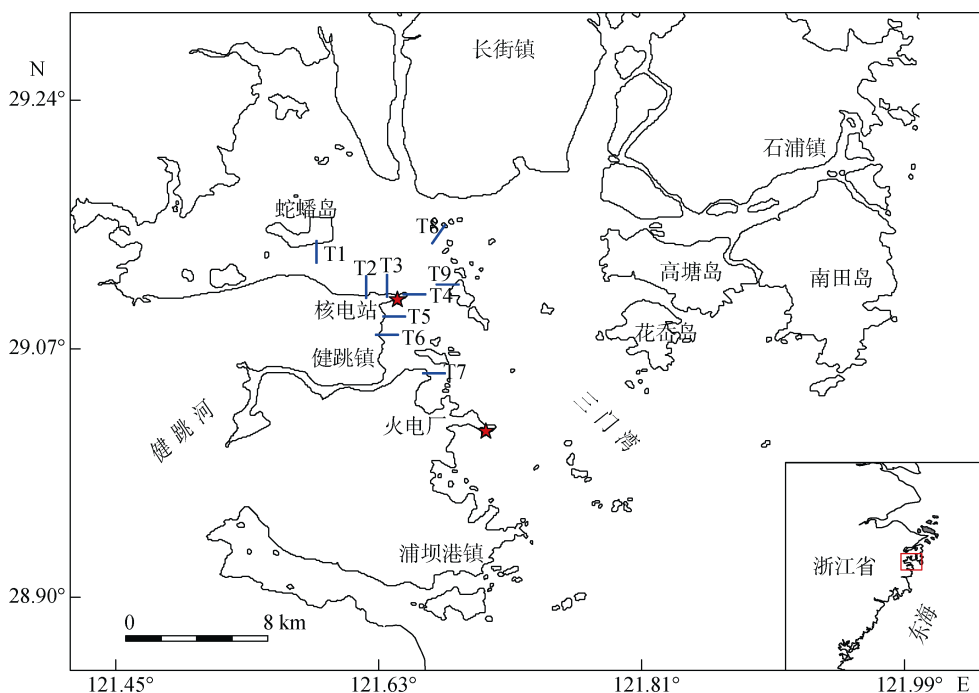 长街镇
N
29.24°
石浦镇
蛇蟠岛
T8
T1
T2
T3
T9
高塘岛
南田岛
T4
核电站
T5
花岙岛
T6
29.07°
健跳镇
T7
三门湾
健跳河
火电厂
浦坝港镇
浙江省
28.90°
0
8 km
东海
121.45°
121.63°
121.81°
121.99°
E